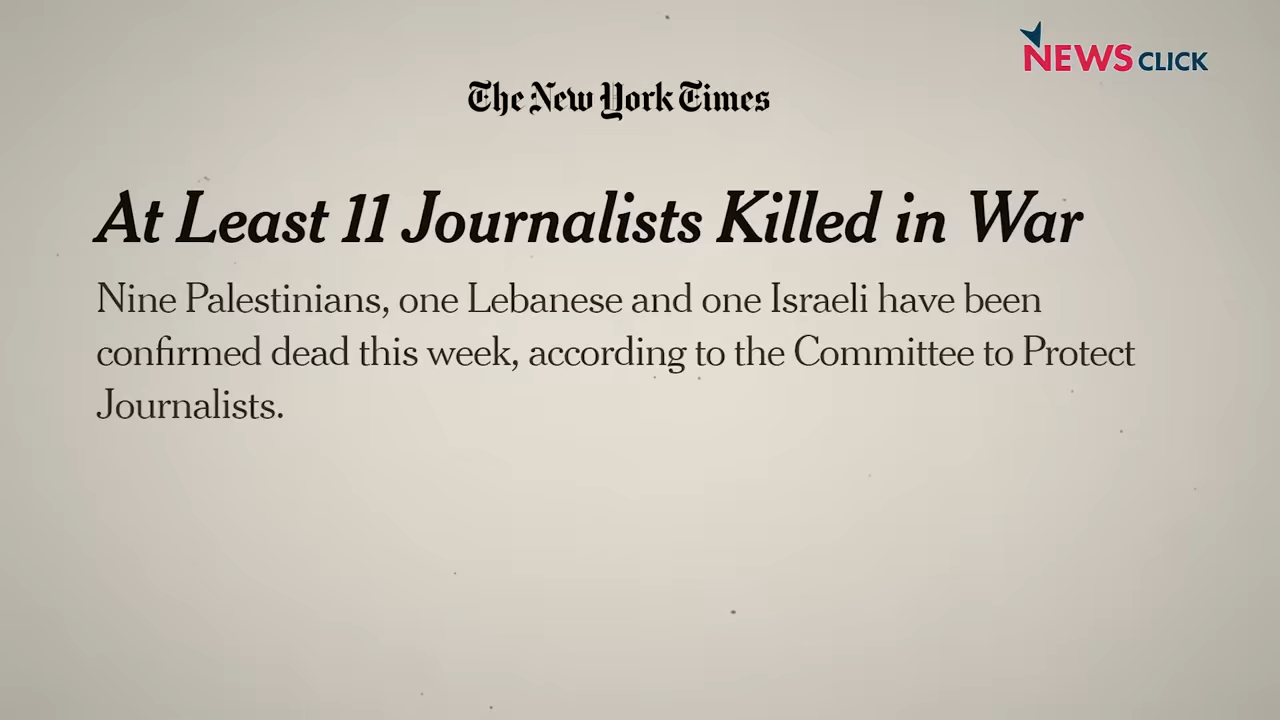 NEWS CLICK
The New York Times
At Least 11 Journalists Killed in War
Nine Palestinians, one Lebanese and one Israeli have been
confirmed dead this week, according to the Committee to Protect
Journalists.